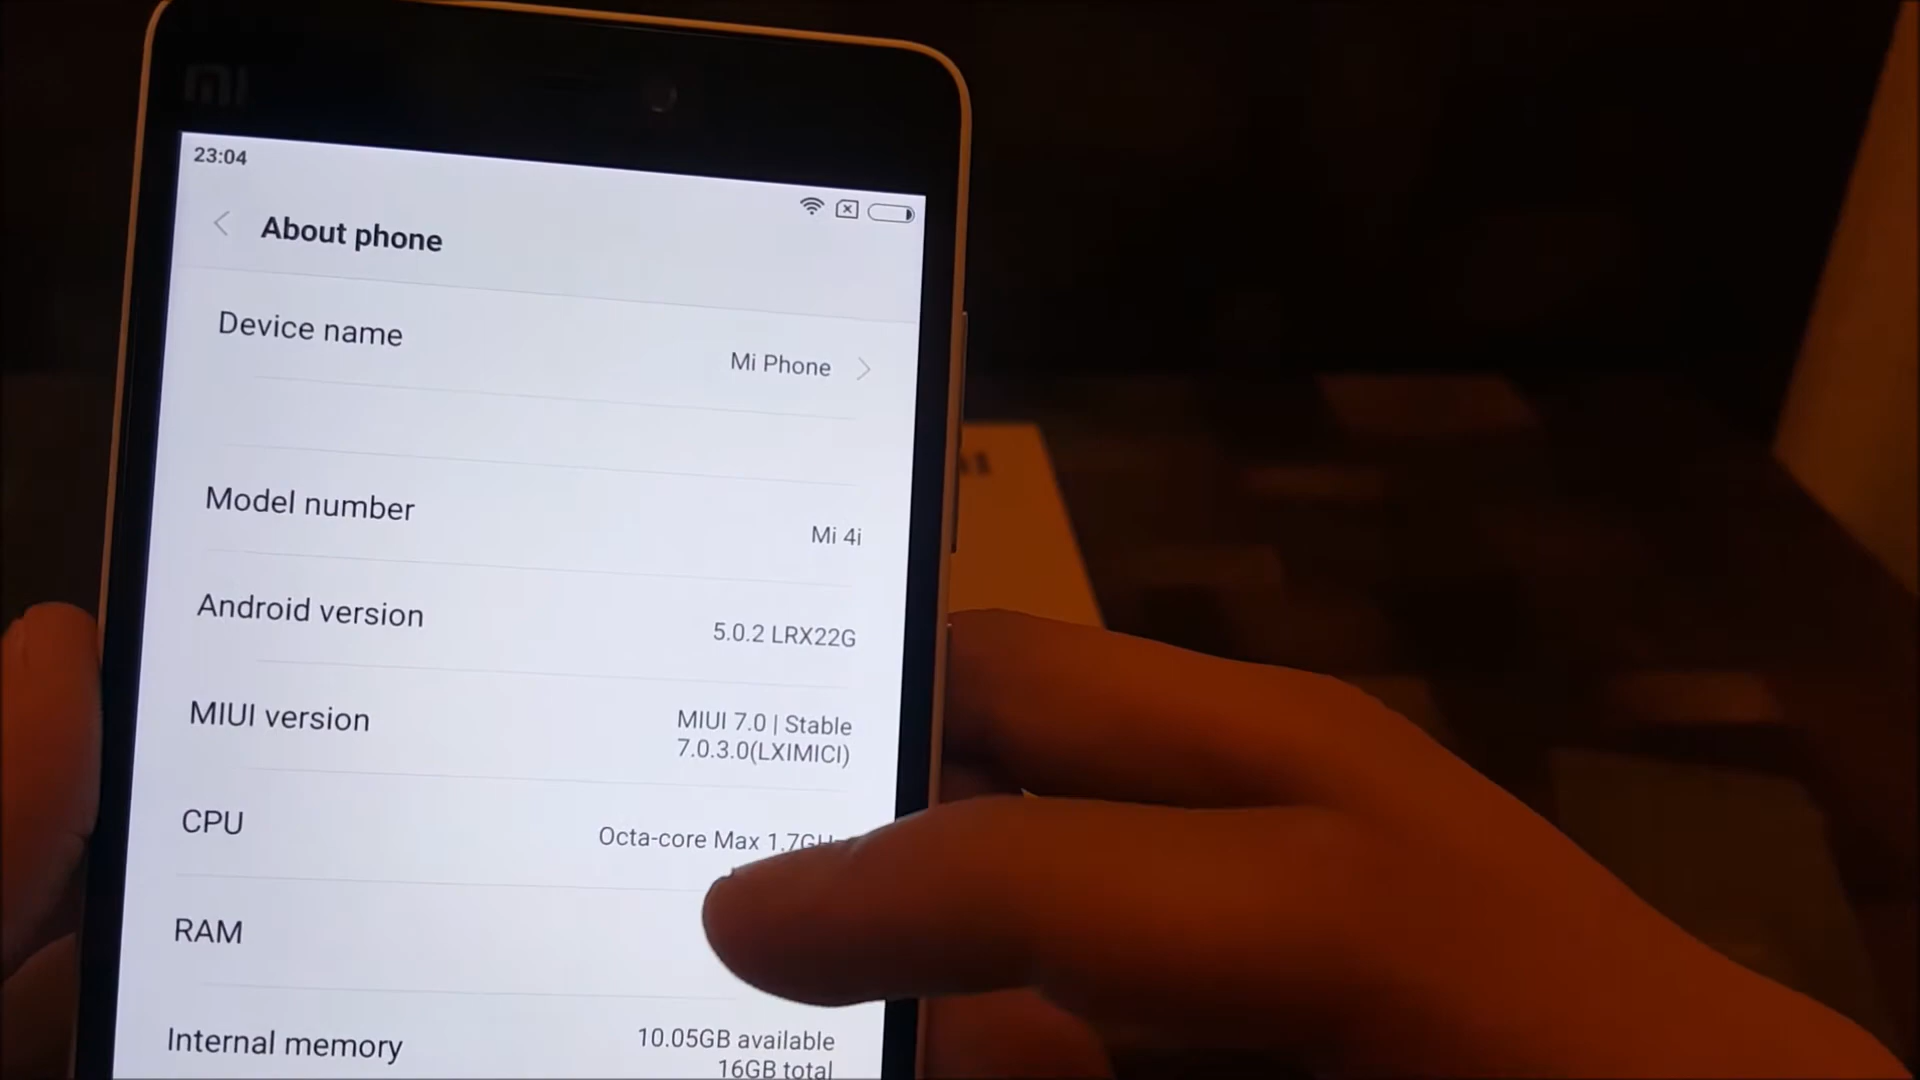 mi
23:04
About phone
Device name
Mi Phone
Model number
Mi 4i
Android version
5.0.2 LRX22G
MIUI version
MIUI 7.0 | Stable
7.0.3.0(LXIMICI)
CPU
Octa-core Max
RAM
Internal memory
10.05GB available
16GB total